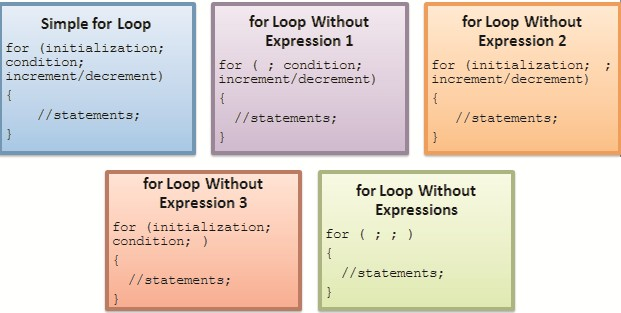 Simple for Loop
for (initialization;
condition;
increment/decrement)
{
//statements;
}
for Loop Without
Expression 1
for ( ; condition;
increment/decrement)
{
//statements;
}
for Loop Without
Expression 2
for (initialization; ;
increment/decrement)
{
//statements;
}
for Loop Without
Expression 3
for (initialization;
condition; )
{
//statements;
}
for Loop Without
Expressions
for ( ; ; )
{
//statements;
}